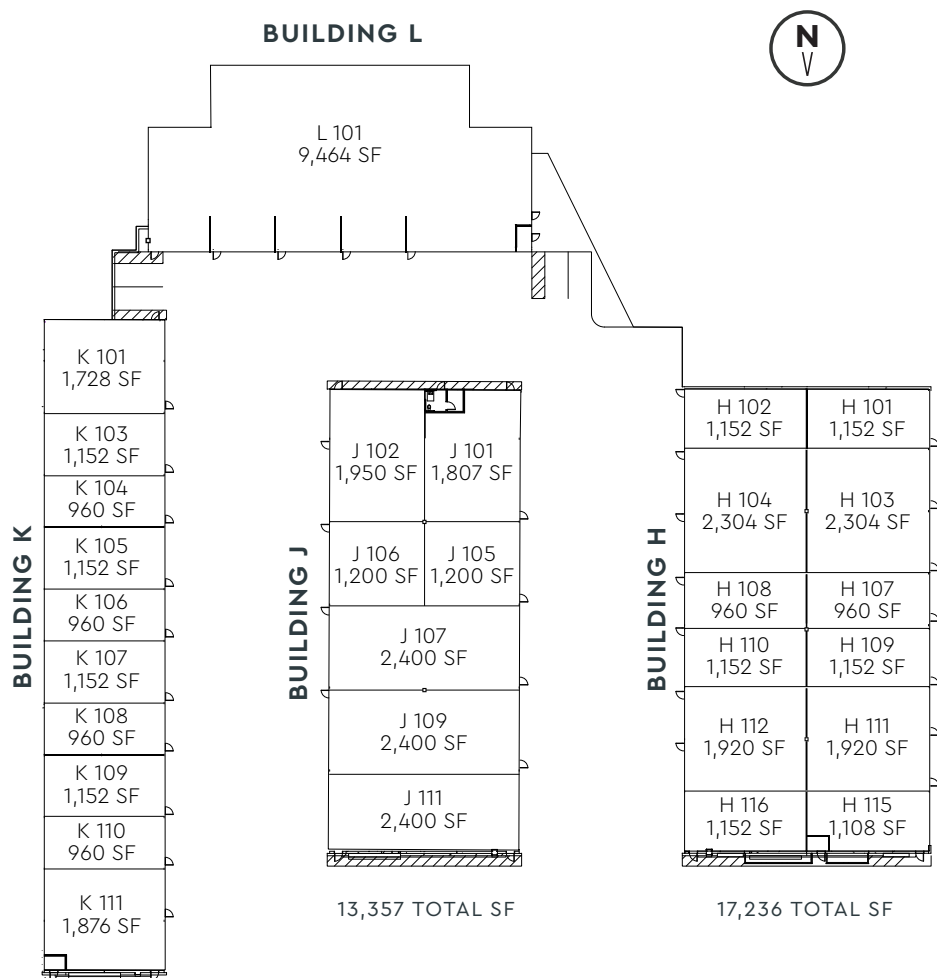 BUILDING L
N
L 101
9,464 SF
BUILDING K
K 101
1,728 SF
K 103
1,152 SF
K 104
960 SF
K 105
1,152 SF
K 106
960 SF
K 107
1,152 SF
K 108
960 SF
K 109
1,152 SF
K 110
960 SF
K 111
1,876 SF
BUILDING J
J 102
1,950 SF
J 101
1,807 SF
J 106
1,200 SF
J 105
1,200 SF
J 107
2,400 SF
J 109
2,400 SF
J 111
2,400 SF
13,357 TOTAL SF
BUILDING H
H 102
1,152 SF
H 101
1,152 SF
H 104
2,304 SF
H 103
2,304 SF
H 108
960 SF
H 107
960 SF
H 110
1,152 SF
H 109
1,152 SF
H 112
1,920 SF
H 111
1,920 SF
H 116
1,152 SF
H 115
1,108 SF
17,236 TOTAL SF